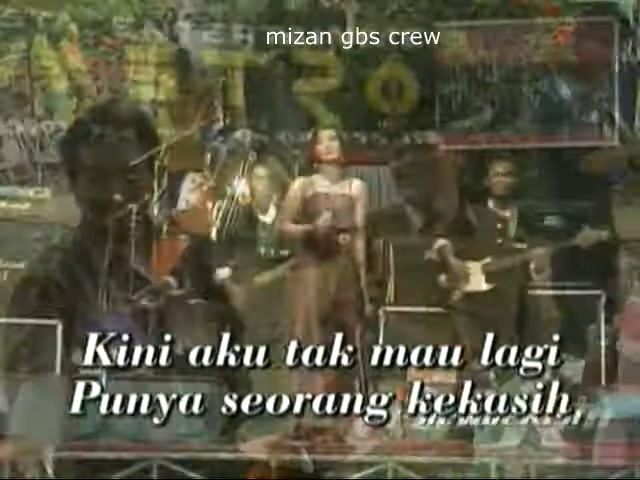 mizan gbs crew
Kini aku tak mau lagi
Punya seorang kekasih,